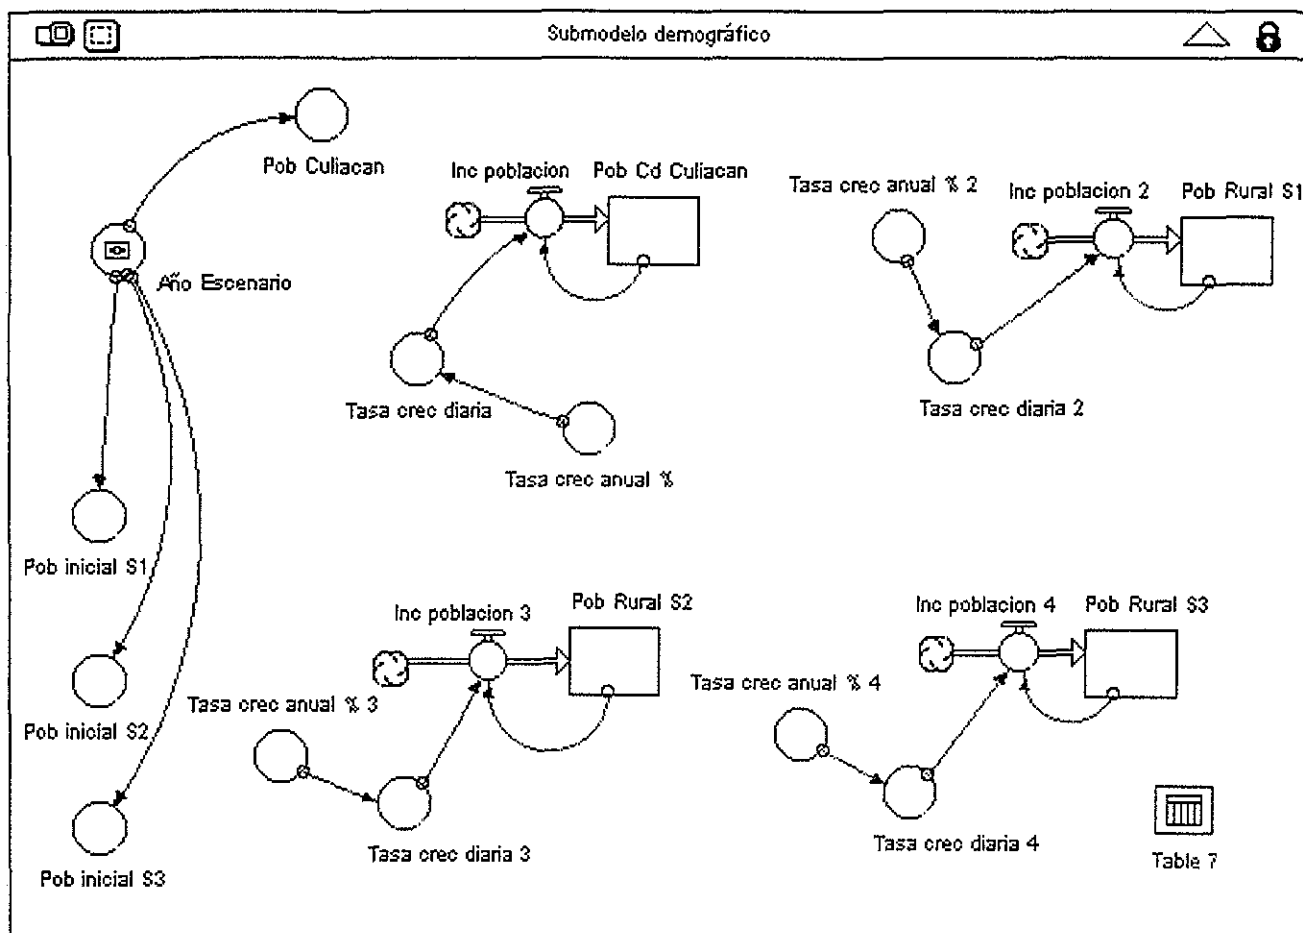 Submodelo demográfico
Pob Culiacan
Inc poblacion
Pob Cd Culiacan
Tasa crec anual % 2
Inc poblacion 2
Pob Rural S1
Año Escenario
Tasa crec diaria
Tasa crec diaria 2
Tasa crec anual %
Pob inicial S1
Inc poblacion 3
Pob Rural S2
Inc poblacion 4
Pob Rural S3
Tasa crec anual % 3
Tasa crec anual % 4
Pob inicial S2
Tasa crec diaria 3
Tasa crec diaria 4
Table 7
Pob inicial S3